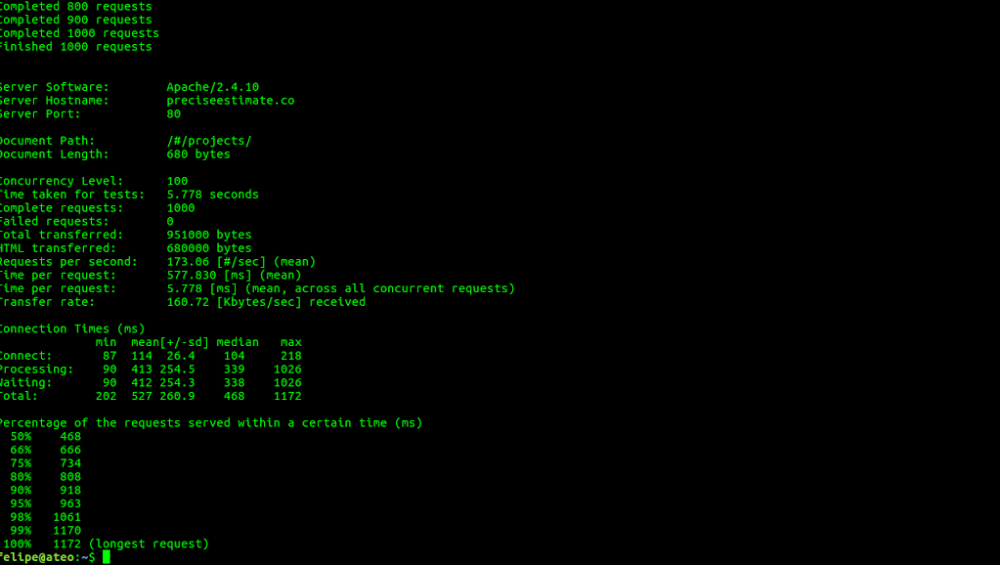 Completed 800 requests
Completed 900 requests
Completed 1000 requests
Finished 1000 requests
Server Software: Apache/2.4.10
Server Hostname: preciseestimate.co
Server Port: 80
Document Path: /#/projects/
Document Length: 680 bytes
Concurrency Level: 100
Time taken for tests: 5.778 seconds
Complete requests: 1000
Failed requests: 0
Total transferred: 951000 bytes
HTML transferred: 680000 bytes
Requests per second: 173.06 [#/sec] (mean)
Time per request: 577.830 [ms] (mean)
Time per request: 5.778 [ms] (mean, across all concurrent requests)
Transfer rate: 160.72 [Kbytes/sec] received
Connection Times (ms)
min mean[+/-sd] median max
Connect: 87 114 26.4 104 218
Processing: 90 413 254.5 339 1026
Waiting: 90 412 254.3 338 1026
Total: 202 527 260.9 468 1172
Percentage of the requests served within a certain time (ms)
50% 468
66% 666
75% 734
80% 808
90% 918
95% 963
98% 1061
99% 1170
100% 1172 (longest request)
felipe@ateo:~$